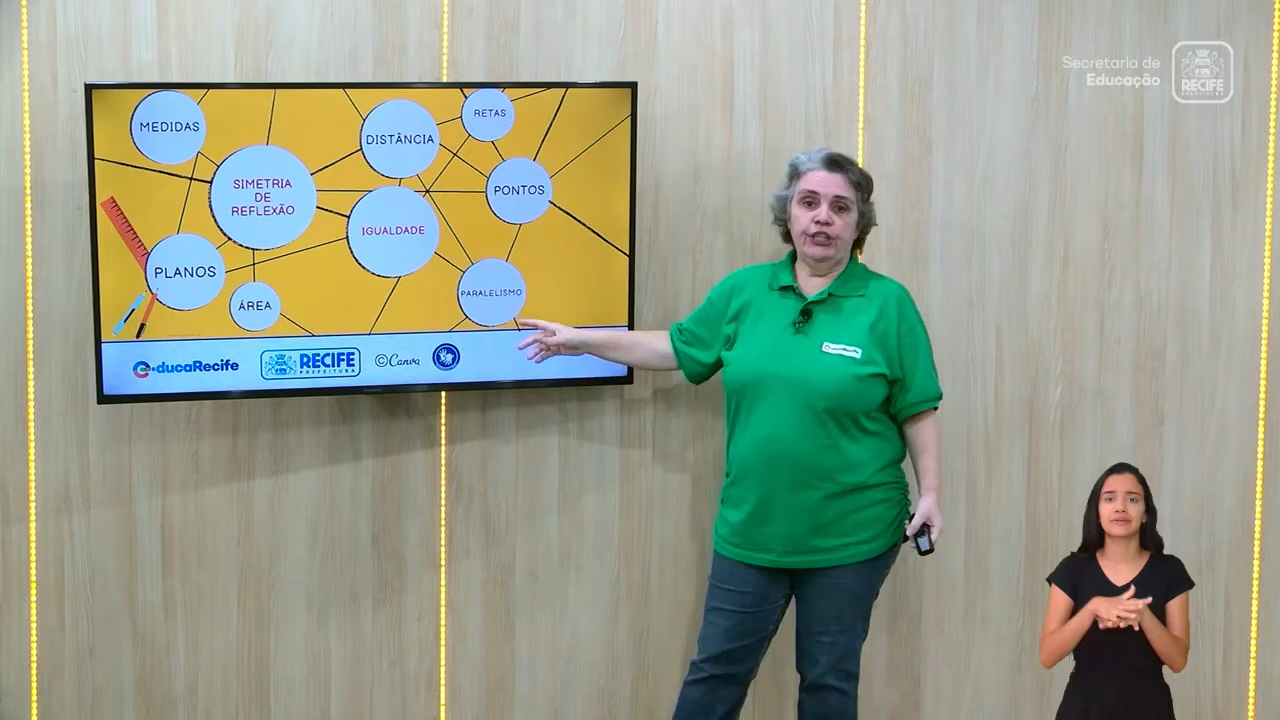 Secretaria de
Educação
RECIFE
PREFEITURA
MEDIDAS
DISTÂNCIA
RETAS
SIMETRIA
DE
REFLEXÃO
PONTOS
IGUALDADE
PLANOS
ÁREA
PARALELISMO
EducaRecife
RECIFE
PREFEITURA
©Canva